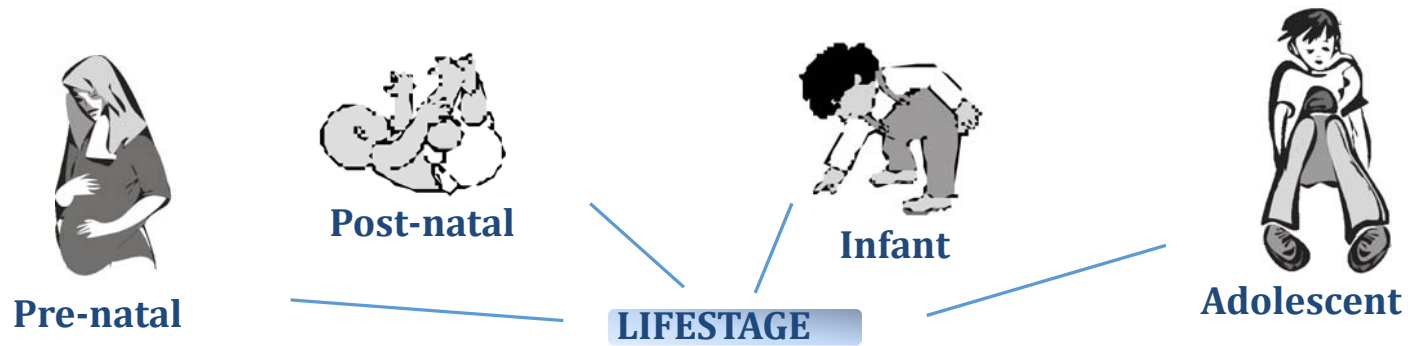 Post-natal
Infant
Pre-natal
LIFESTAGE
Adolescent